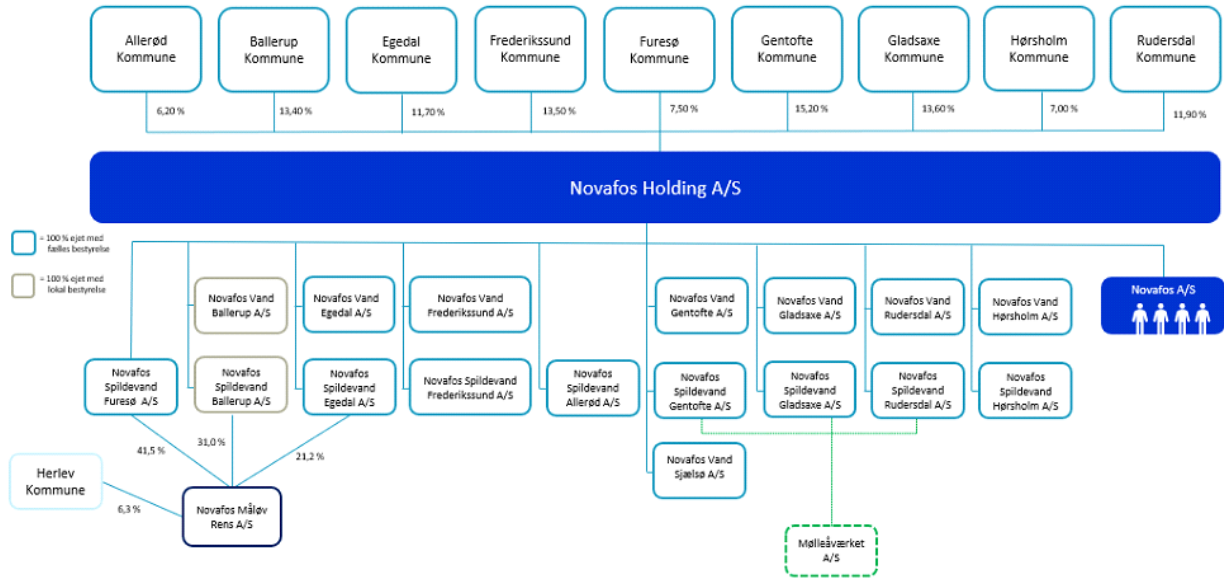 Allerød
Kommune
Ballerup
Kommune
Egedal
Kommune
Frederikssund
Kommune
Furesø
Kommune
Gentofte
Kommune
Gladsaxe
Kommune
Hørsholm
Kommune
Rudersdal
Kommune
6,20 %
13,40 %
11,70 %
13,50 %
7,50 %
15,20 %
13,60 %
7,00 %
11,90 %
Novafos Holding A/S
= 100 % ejet med
fælles bestyrelse
= 100 % ejet med
lokal bestyrelse
Novafos Vand
Ballerup A/S
Novafos Vand
Egedal A/S
Novafos Vand
Frederikssund A/S
Novafos Vand
Gentofte A/S
Novafos Vand
Gladsaxe A/S
Novafos Vand
Rudersdal A/S
Novafos Vand
Hørsholm A/S
Novafos A/S
Novafos
Spildevand
Furesø A/S
Novafos
Spildevand
Ballerup A/S
Novafos
Spildevand
Egedal A/S
Novafos Spildevand
Frederikssund A/S
Novafos
Spildevand
Allerød A/S
Novafos
Spildevand
Gentofte A/S
Novafos
Spildevand
Gladsaxe A/S
Novafos
Spildevand
Rudersdal A/S
Novafos
Spildevand
Hørsholm A/S
41,5 %
31,0 %
21,2 %
Novafos Vand
Sjælsø A/S
Herlev
Kommune
6,3 %
Novafos Måløv
Rens A/S
Mølleåværket
A/S